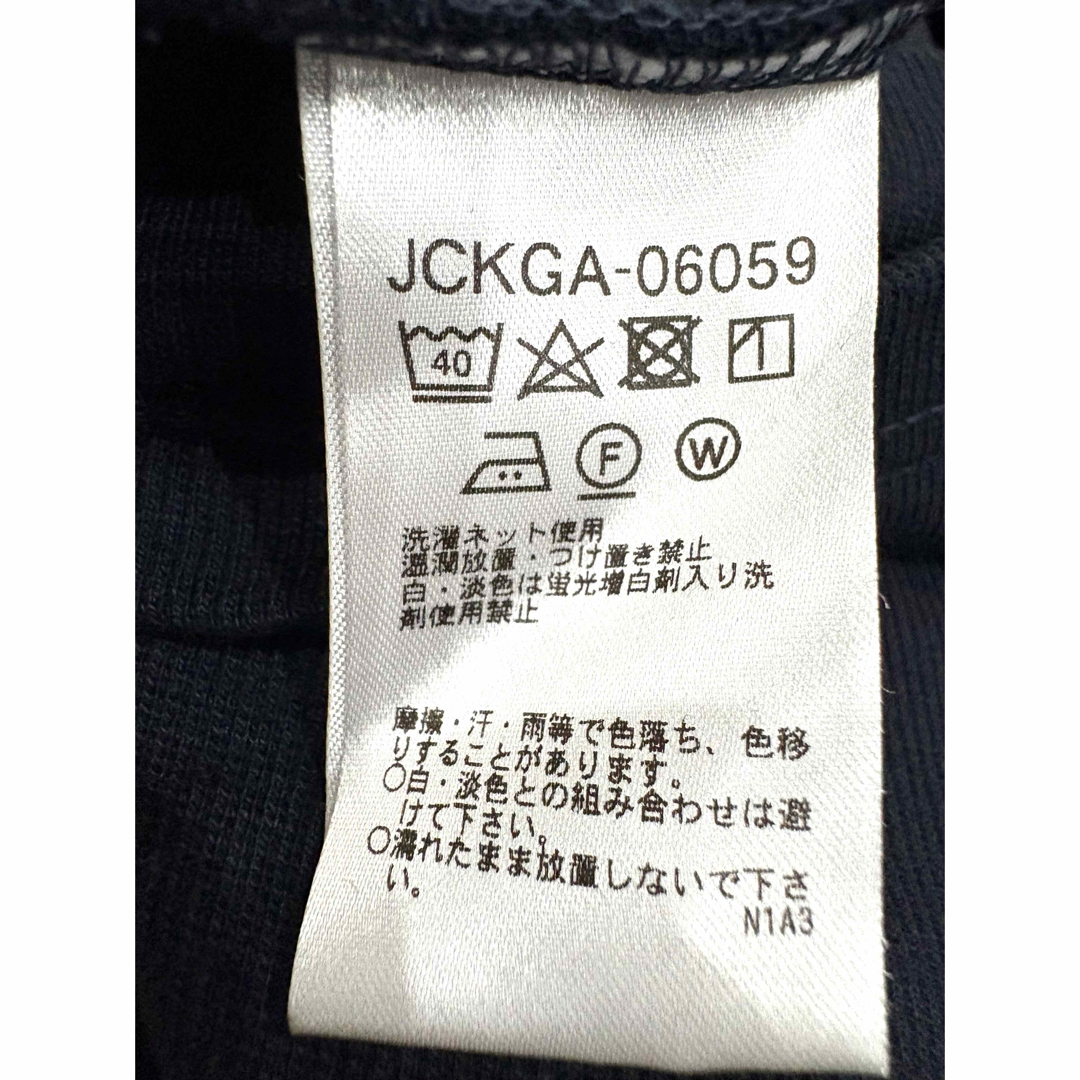 JCKGA-06059
40
F W
洗濯ネット使用
湿潤放置・つけ置き禁止
白・淡色は蛍光増白剤入り洗
剤使用禁止
摩擦・汗・雨等で色落ち、色移
りすることがあります。
○白・淡色との組み合わせは避
けて下さい。
○濡れたまま放置しないで下さ
い。
N1A3